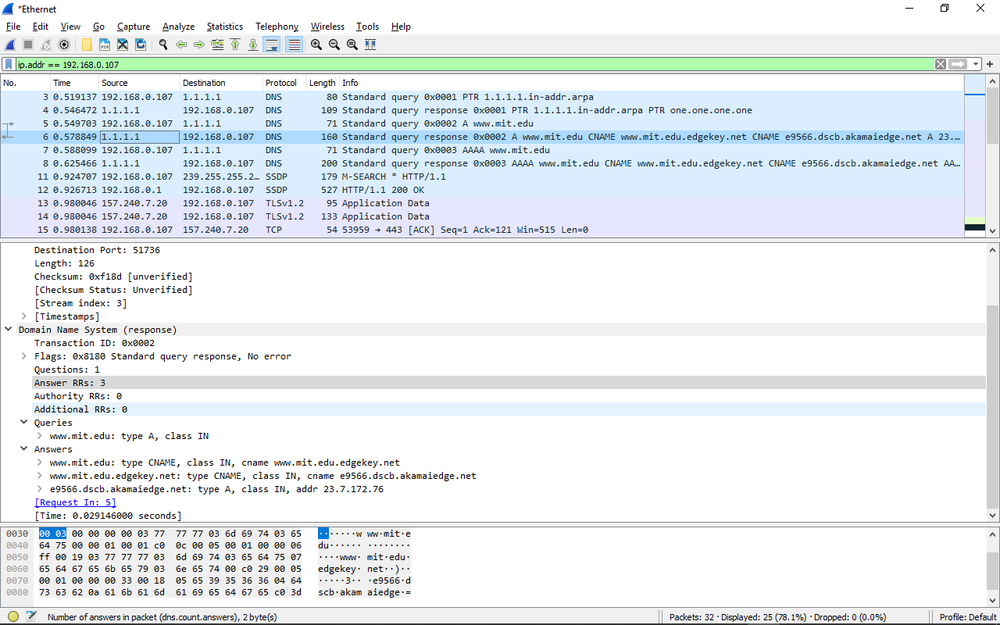 *Ethernet
File Edit View Go Capture Analyze Statistics Telephony Wireless Tools Help
ip.addr == 192.168.0.107
No. Time Source Destination Protocol Length Info
3 0.519137 192.168.0.107 1.1.1.1 DNS 80 Standard query 0x0001 PTR 1.1.1.1.in-addr.arpa
4 0.546472 1.1.1.1 192.168.0.107 DNS 109 Standard query response 0x0001 PTR 1.1.1.1.in-addr.arpa PTR one.one.one.one
5 0.549703 192.168.0.107 1.1.1.1 DNS 71 Standard query 0x0002 A www.mit.edu
6 0.578849 1.1.1.1 192.168.0.107 DNS 160 Standard query response 0x0002 A www.mit.edu CNAME www.mit.edu.edgekey.net CNAME e9566.dscb.akamaiedge.net A 23....
7 0.588099 192.168.0.107 1.1.1.1 DNS 71 Standard query 0x0003 AAAA www.mit.edu
8 0.625466 1.1.1.1 192.168.0.107 DNS 200 Standard query response 0x0003 AAAA www.mit.edu CNAME www.mit.edu.edgekey.net CNAME e9566.dscb.akamaiedge.net AA...
11 0.924707 192.168.0.107 239.255.255.2... SSDP 179 M-SEARCH * HTTP/1.1
12 0.926713 192.168.0.1 192.168.0.107 SSDP 527 HTTP/1.1 200 OK
13 0.980046 157.240.7.20 192.168.0.107 TLSv1.2 95 Application Data
14 0.980046 157.240.7.20 192.168.0.107 TLSv1.2 133 Application Data
15 0.980138 192.168.0.107 157.240.7.20 TCP 54 53959 → 443 [ACK] Seq=1 Ack=121 Win=515 Len=0
Destination Port: 51736
Length: 126
Checksum: 0xf18d [unverified]
[Checksum Status: Unverified]
[Stream index: 3]
[Timestamps]
Domain Name System (response)
Transaction ID: 0x0002
Flags: 0x8180 Standard query response, No error
Questions: 1
Answer RRs: 3
Authority RRs: 0
Additional RRs: 0
Queries
www.mit.edu: type A, class IN
Answers
www.mit.edu: type CNAME, class IN, cname www.mit.edu.edgekey.net
www.mit.edu.edgekey.net: type CNAME, class IN, cname e9566.dscb.akamaiedge.net
e9566.dscb.akamaiedge.net: type A, class IN, addr 23.7.172.76
[Request In: 5]
[Time: 0.029146000 seconds]
0030 00 03 00 00 00 00 03 77 77 77 03 6d 69 74 03 65 ·······w ww·mit·e
0040 64 75 00 00 01 00 01 c0 0c 00 05 00 01 00 00 06 du······ ········
0050 ff 00 19 03 77 77 77 03 6d 69 74 03 65 64 75 07 ····www· mit·edu·
0060 65 64 67 65 6b 65 79 03 6e 65 74 00 c0 29 00 05 edgekey· net··)··
0070 00 01 00 00 00 33 00 18 05 65 39 35 36 36 04 64 ·····3·· ·e9566·d
0080 73 63 62 0a 61 6b 61 6d 61 69 65 64 67 65 c0 3d scb·akam aiedge·=
Number of answers in packet (dns.count.answers), 2 byte(s) Packets: 32 · Displayed: 25 (78.1%) · Dropped: 0 (0.0%) Profile: Default